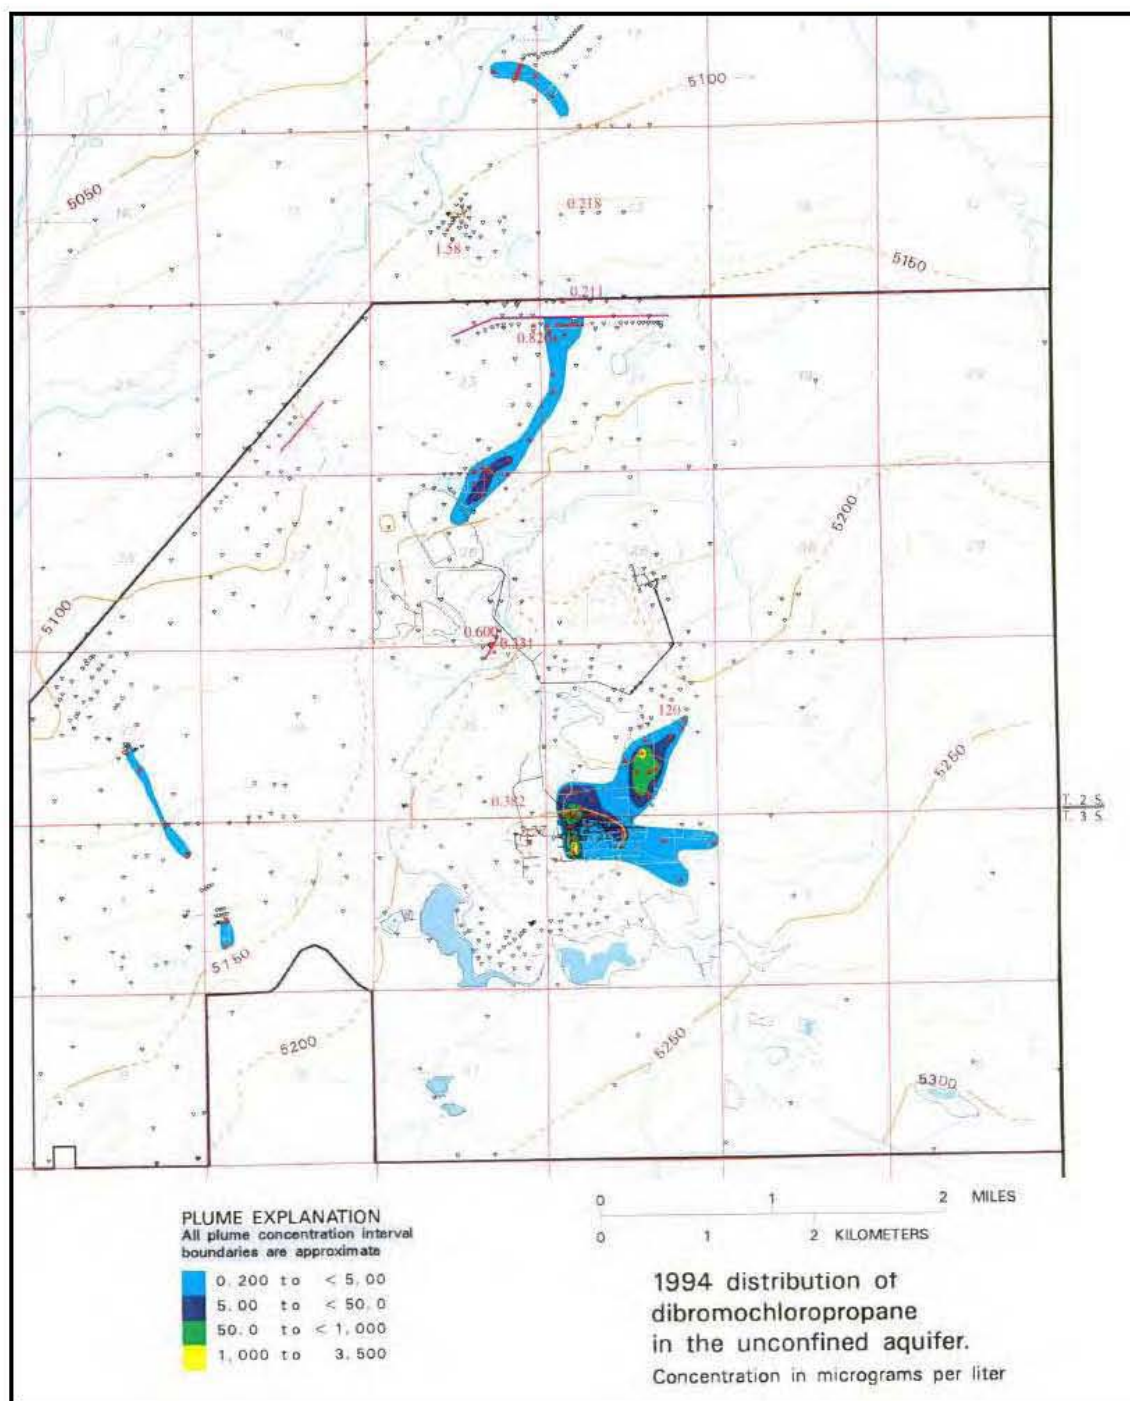 5100
5050
0.218
1.58
5150
0.211
5200
5100
0.600
0.331
120
5250
0.382
T. 2 S.
T. 3 S.
5150
5200
5250
5300
0 1 2 MILES
0 1 2 KILOMETERS
PLUME EXPLANATION
All plume concentration interval
boundaries are approximate
0.200 to < 5.00
5.00 to < 50.0
50.0 to < 1,000
1,000 to 3,500
1994 distribution of
dibromochloropropane
in the unconfined aquifer.
Concentration in micrograms per liter